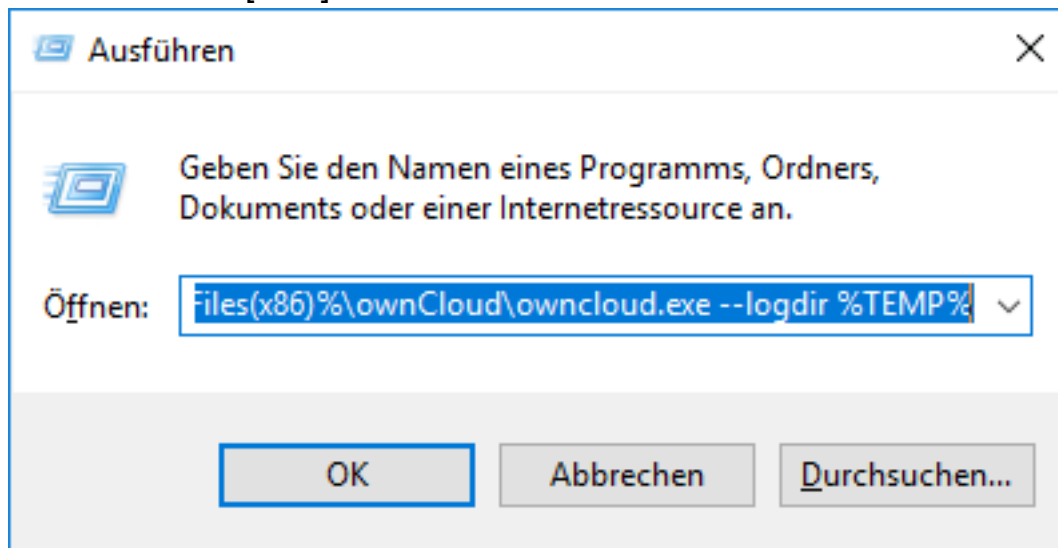 Ausführen
Geben Sie den Namen eines Programms, Ordners,
Dokuments oder einer Internetressource an.
Öffnen: Files(x86)%\ownCloud\owncloud.exe --logdir %TEMP%
OK Abbrechen Durchsuchen...